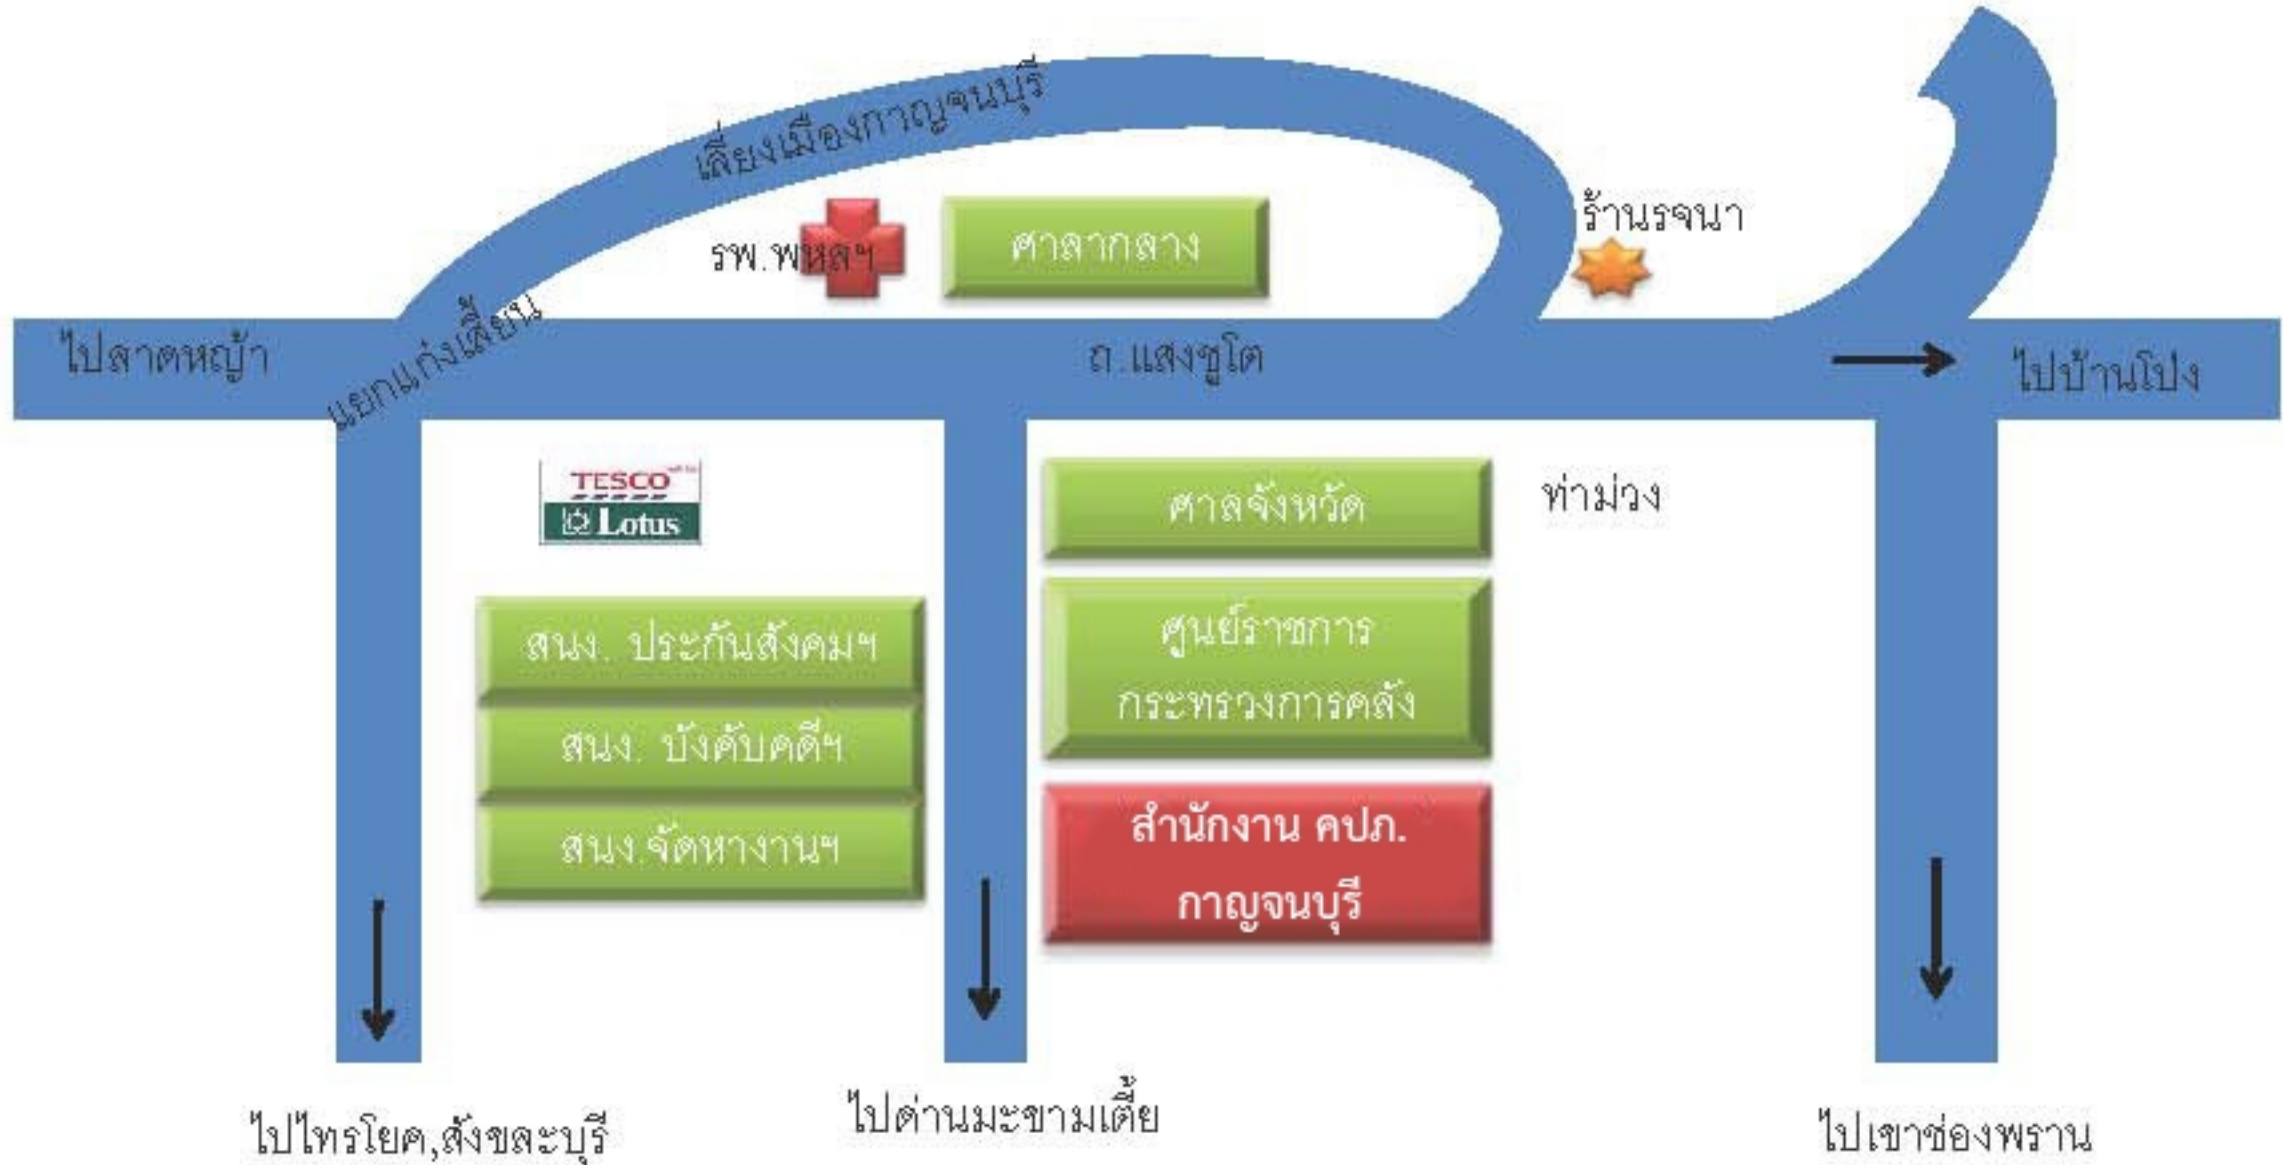 เลี่ยงเมืองกาญจนบุรี
ร้านรจนา
รพ.พหลฯ
ศาลากลาง
แยกแก่งเสี้ยน
ไปลาดหญ้า
ถ.แสงชูโต
ไปบ้านโป่ง
TESCO
Lotus
ศาลจังหวัด
ท่าม่วง
สนง. ประกันสังคมฯ
ศูนย์ราชการ
กระทรวงการคลัง
สนง. บังคับคดีฯ
สนง.จัดหางานฯ
สำนักงาน คปภ.
กาญจนบุรี
ไปไทรโยค,สังขละบุรี
ไปด่านมะขามเตี้ย
ไปเขาช่องพราน